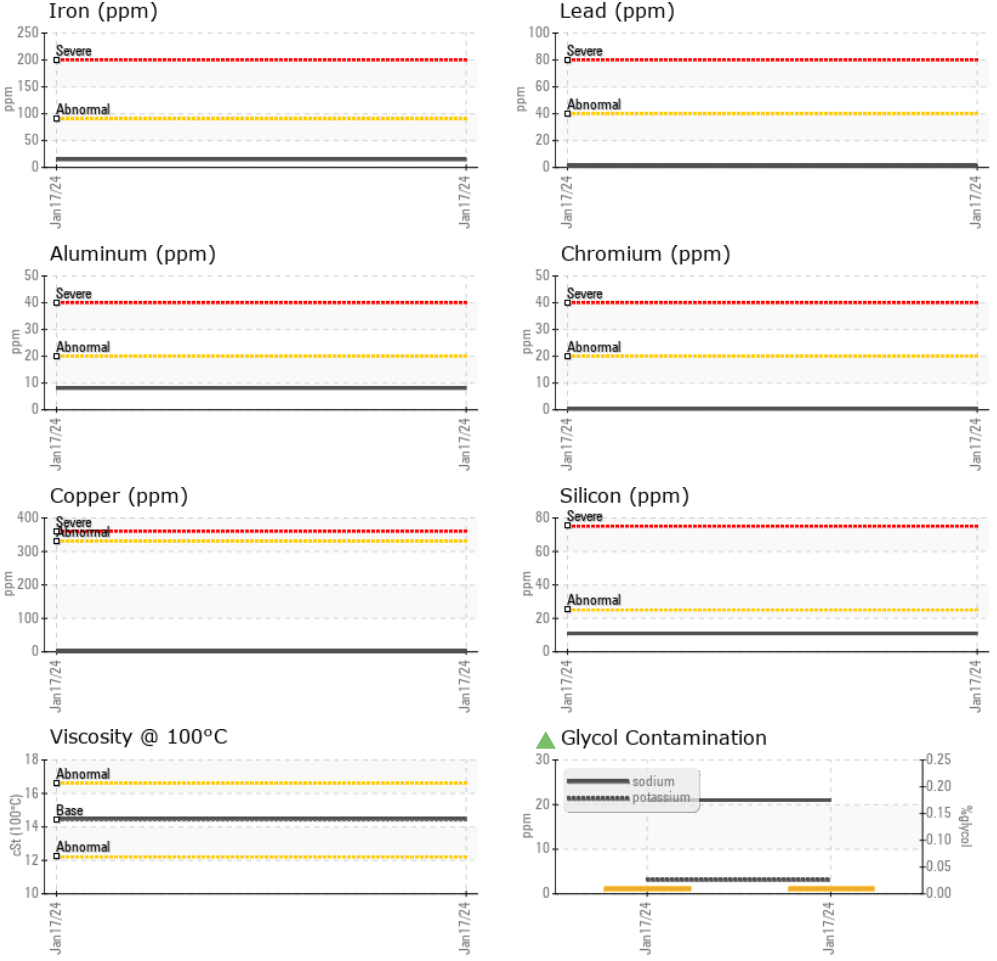 Iron (ppm)
250
200
150
100
50
0
ppm
Severe
Abnormal
Jan17/24
Jan17/24
Lead (ppm)
100
80
60
40
20
0
ppm
Severe
Abnormal
Jan17/24
Jan17/24
Aluminum (ppm)
50
40
30
20
10
0
ppm
Severe
Abnormal
Jan17/24
Jan17/24
Chromium (ppm)
50
40
30
20
10
0
ppm
Severe
Abnormal
Jan17/24
Jan17/24
Copper (ppm)
400
300
200
100
0
ppm
Severe
Abnormal
Jan17/24
Jan17/24
Silicon (ppm)
80
60
40
20
0
ppm
Severe
Abnormal
Jan17/24
Jan17/24
Viscosity @ 100°C
18
16
14
12
10
cSt (100°C)
Abnormal
Base
Abnormal
Jan17/24
Jan17/24
Glycol Contamination
30
20
10
0
ppm
sodium
potassium
0.25
0.20
0.15
0.10
0.05
0.00
%glycol
Jan17/24
Jan17/24